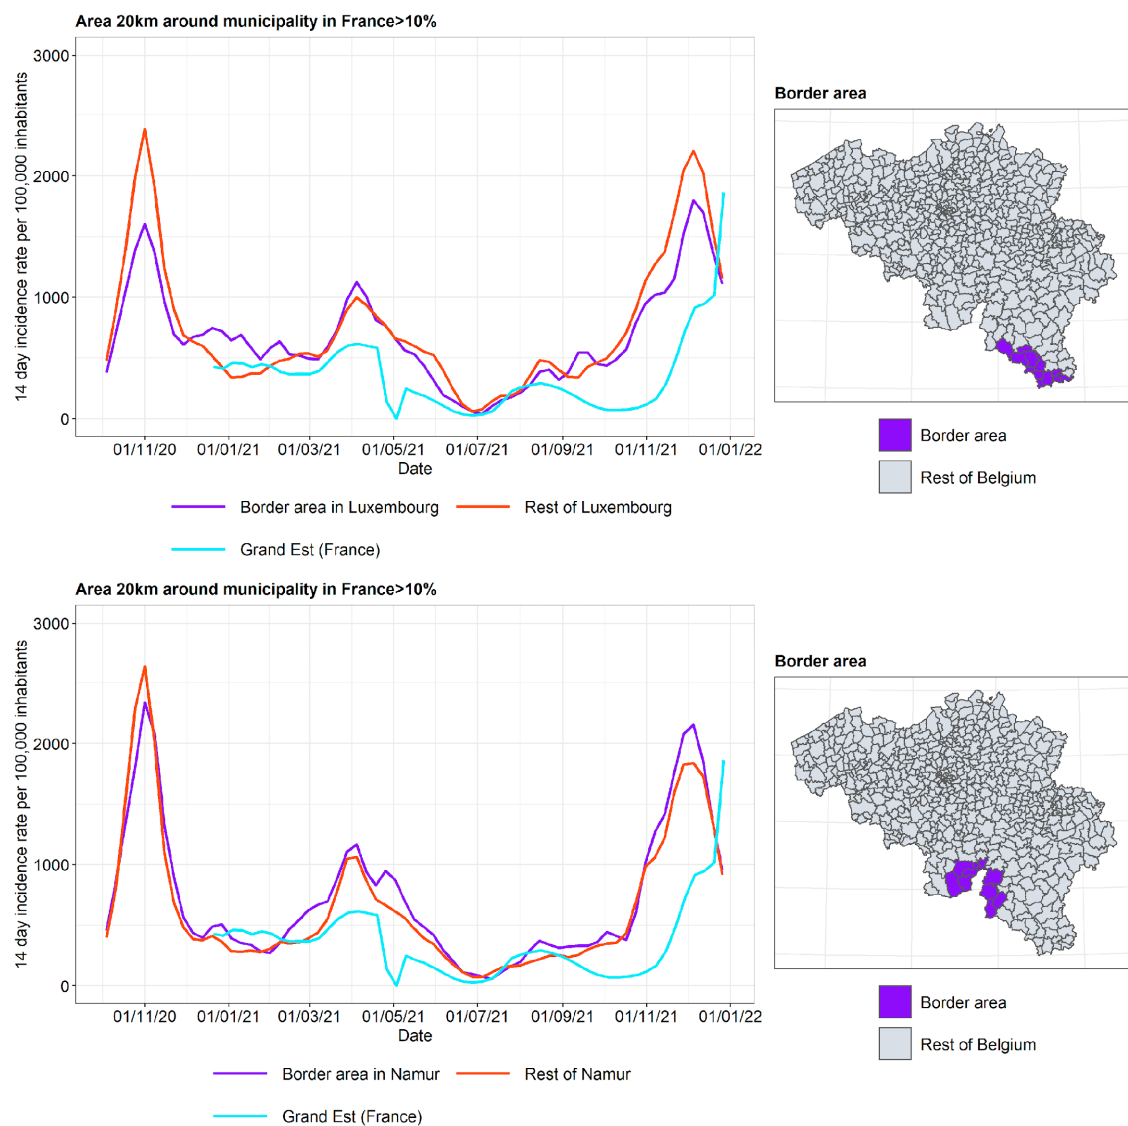 Area 20km around municipality in France>10%
14 day incidence rate per 100,000 inhabitants
3000
2000
1000
0
01/11/20 01/01/21 01/03/21 01/05/21 01/07/21 01/09/21 01/11/21 01/01/22
Date
Border area in Luxembourg Rest of Luxembourg
Grand Est (France)
Border area
Border area
Rest of Belgium
Area 20km around municipality in France>10%
14 day incidence rate per 100,000 inhabitants
3000
2000
1000
0
01/11/20 01/01/21 01/03/21 01/05/21 01/07/21 01/09/21 01/11/21 01/01/22
Date
Border area in Namur Rest of Namur
Grand Est (France)
Border area
Border area
Rest of Belgium